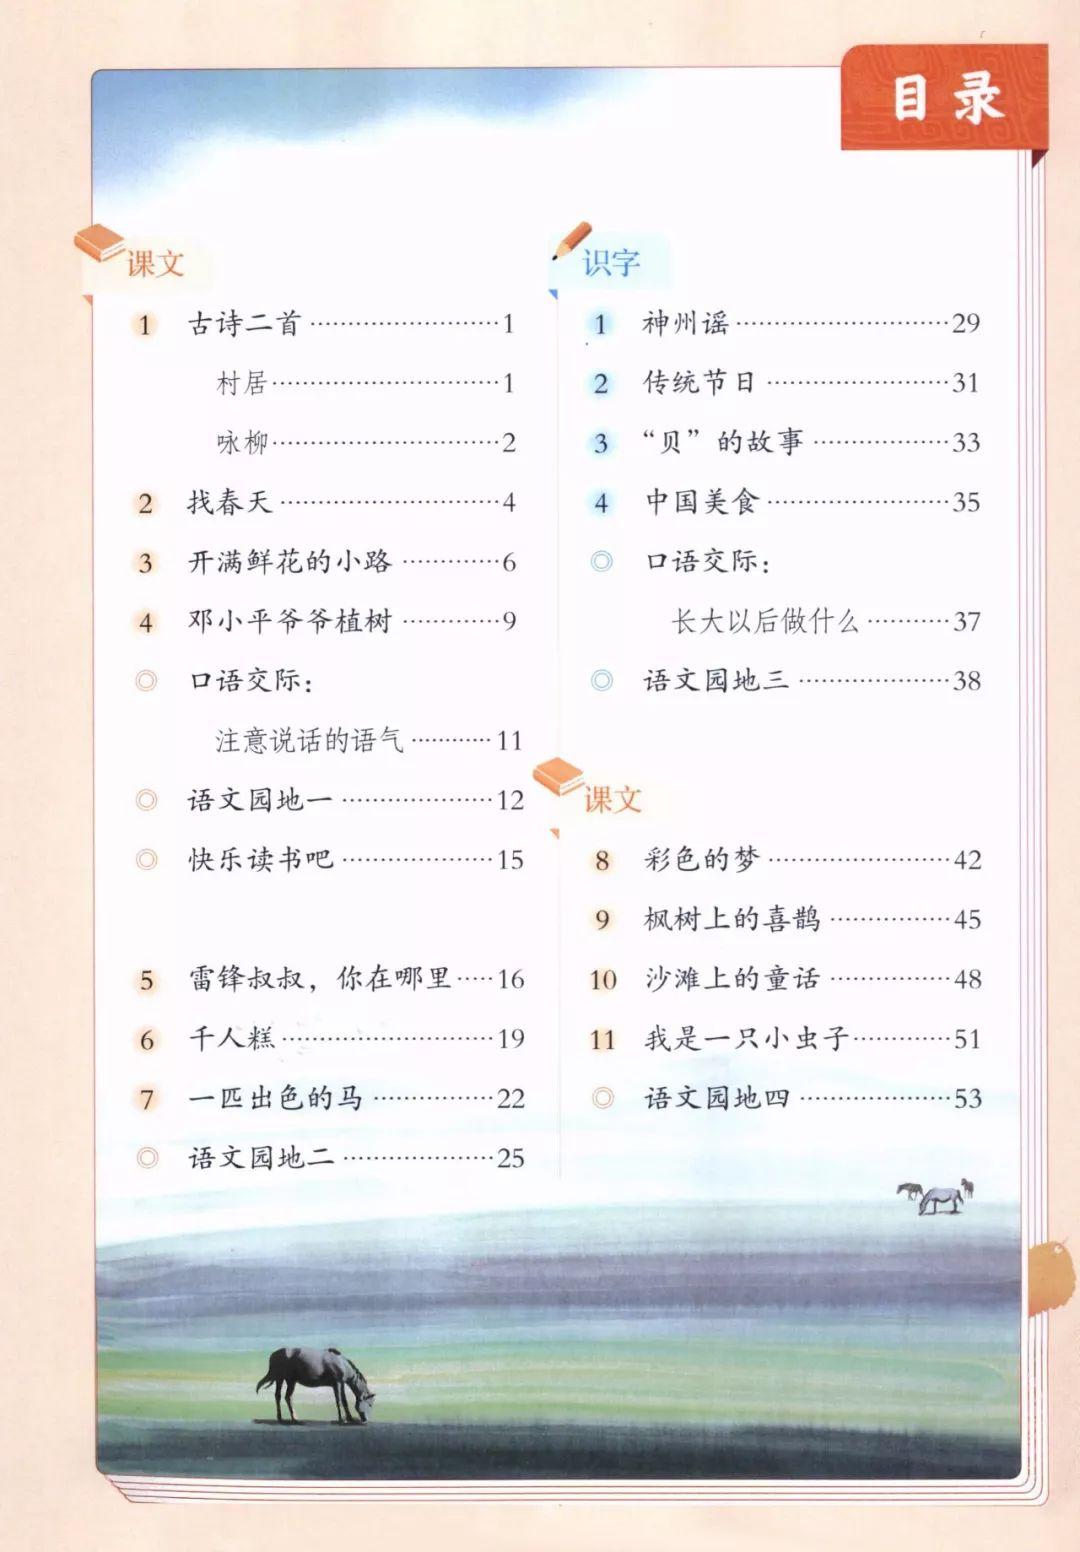 目录
课文
1 古诗二首……………………1
村居……………………1
咏柳……………………2
2 找春天……………………4
3 开满鲜花的小路…………6
4 邓小平爷爷植树…………9
◎ 口语交际：
注意说话的语气………11
◎ 语文园地一………………12
◎ 快乐读书吧………………15
5 雷锋叔叔，你在哪里……16
6 千人糕……………………19
7 一匹出色的马……………22
◎ 语文园地二………………25
识字
1 神州谣……………………29
2 传统节日…………………31
3 “贝”的故事………………33
4 中国美食…………………35
◎ 口语交际：
长大以后做什么………37
◎ 语文园地三………………38
课文
8 彩色的梦…………………42
9 枫树上的喜鹊……………45
10 沙滩上的童话……………48
11 我是一只小虫子…………51
◎ 语文园地四………………53